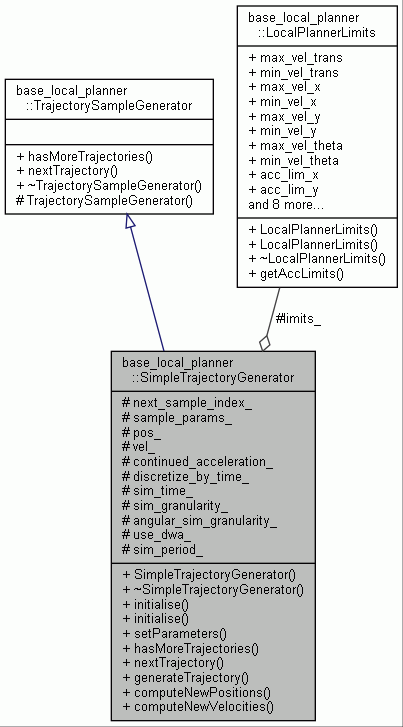 base_local_planner
::LocalPlannerLimits
+ max_vel_trans
+ min_vel_trans
+ max_vel_x
+ min_vel_x
+ max_vel_y
+ min_vel_y
+ max_vel_theta
+ min_vel_theta
+ acc_lim_x
+ acc_lim_y
and 8 more...
+ LocalPlannerLimits()
+ LocalPlannerLimits()
+ ~LocalPlannerLimits()
+ getAccLimits()
base_local_planner
::TrajectorySampleGenerator
+ hasMoreTrajectories()
+ nextTrajectory()
+ ~TrajectorySampleGenerator()
# TrajectorySampleGenerator()
#limits_
base_local_planner
::SimpleTrajectoryGenerator
# next_sample_index_
# sample_params_
# pos_
# vel_
# continued_acceleration_
# discretize_by_time_
# sim_time_
# sim_granularity_
# angular_sim_granularity_
# use_dwa_
# sim_period_
+ SimpleTrajectoryGenerator()
+ ~SimpleTrajectoryGenerator()
+ initialise()
+ initialise()
+ setParameters()
+ hasMoreTrajectories()
+ nextTrajectory()
+ generateTrajectory()
+ computeNewPositions()
+ computeNewVelocities()